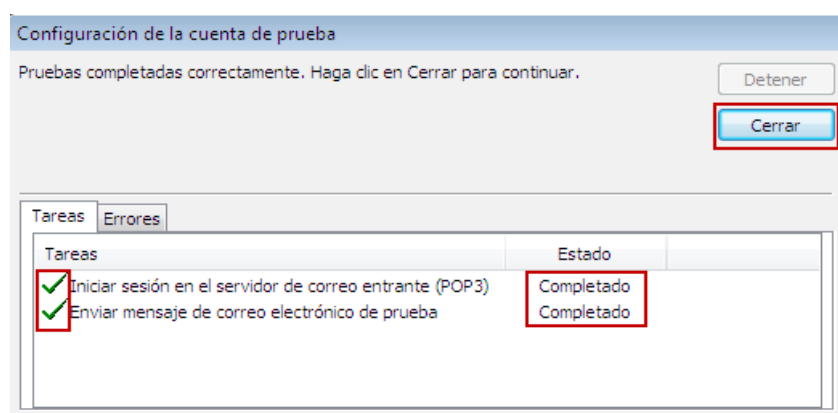 Configuración de la cuenta de prueba
Pruebas completadas correctamente. Haga clic en Cerrar para continuar.
Detener
Cerrar
Tareas Errores
Tareas Estado
Iniciar sesión en el servidor de correo entrante (POP3) Completado
Enviar mensaje de correo electrónico de prueba Completado